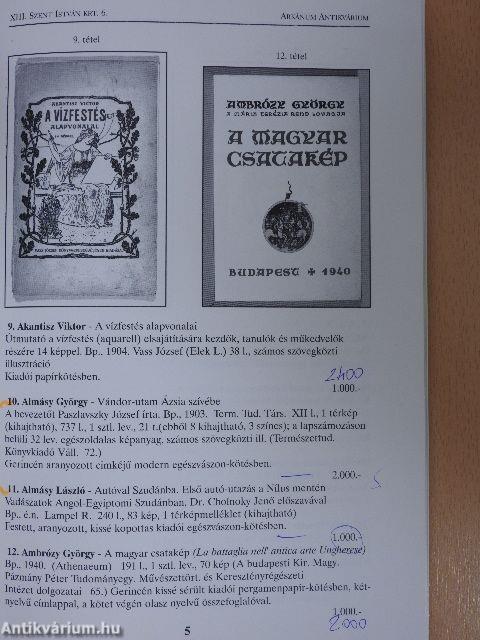 XIII. SZENT ISTVÁN KRT. 6.
ARKÁNUM ANTIKVÁRIUM
9. tétel
12. tétel
AKANTISZ VICTOR
A VÍZFESTÉS
ALAPVONALAI
AMBRÓZY GYÖRGY
A MÁRIA TERÉZIA REND LOVAGJA
A MAGYAR
CSATAKÉP
BUDAPEST ✚ 1940
9. Akantisz Viktor - A vízfestés alapvonalai
Útmutató a vízfestés (aquarell) elsajátítására kezdők, tanulók és műkedvelők
részére 14 képpel. Bp., 1904. Vass József (Elek L.) 38 l., számos szövegközti
illusztráció
Kiadói papírkötésben.
2400
1.000.-
10. Almásy György - Vándor-utam Ázsia szívébe
A bevezetőt Paszlavszky József írta. Bp., 1903. Term. Tud. Társ. XII l., 1 térkép
(kihajtható), 737 l., 1 sztl. lev., 21 t.(ebből 8 kihajtható, 3 színes); a lapszámozáson
belüli 32 lev. egészoldalas képanyag, számos szövegközti ill. (Természettud.
Könyvkiadó Váll. 72.)
Gerincén aranyozott címkéjű modern egészvászon-kötésben.
2.000.-
11. Almásy László - Autóval Szudánba. Első autó-utazás a Nílus mentén
Vadászatok Angol-Egyiptomi Szudánban. Dr. Cholnoky Jenő előszavával
Bp., é.n. Lampel R. 240 l., 83 kép, 1 térképmelléklet (kihajtható)
Festett, aranyozott, kissé kopottas kiadói egészvászon-kötésben.
1.000.-
12. Ambrózy György - A magyar csatakép (La battaglia nell' antica arte Ungherese)
Bp., 1940. (Athenaeum) 191 l., 1 sztl. lev., 70 kép (A budapesti Kir. Magy.
Pázmány Péter Tudományegy. Művészettört. és Keresztényrégészeti
Intézet dolgozatai 65.) Gerincén kissé sérült kiadói pergamenpapír-kötésben, két-
nyelvű címlappal, a kötet végén olasz nyelvű összefoglalóval.
1.000.-
2.000
5
Antikvárium.hu